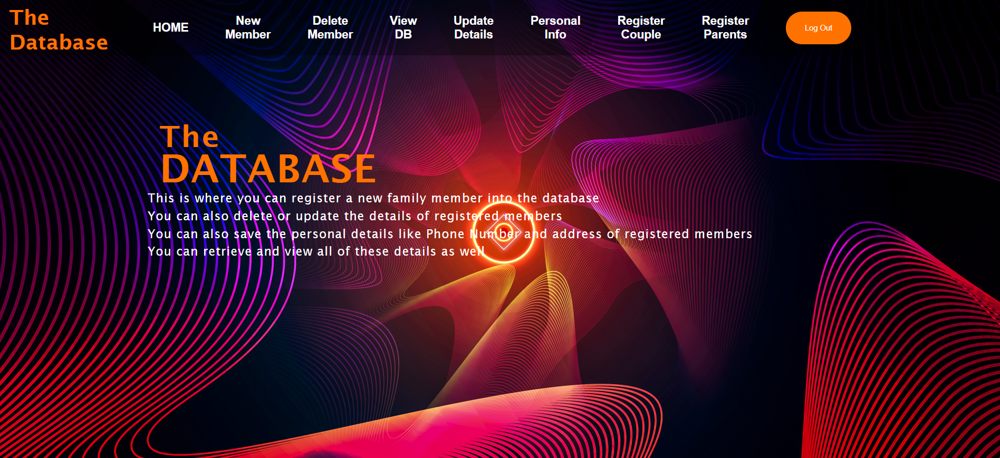 The
Database
HOME
New
Member
Delete
Member
View
DB
Update
Details
Personal
Info
Register
Couple
Register
Parents
Log Out
The
DATABASE
This is where you can register a new family member into the database
You can also delete or update the details of registered members
You can also save the personal details like Phone Number and address of registered members
You can retrieve and view all of these details as well